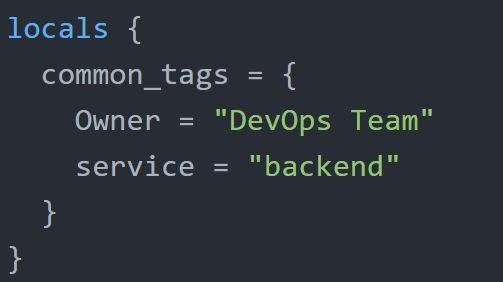 locals {
  common_tags = {
    Owner = "DevOps Team"
    service = "backend"
  }
}